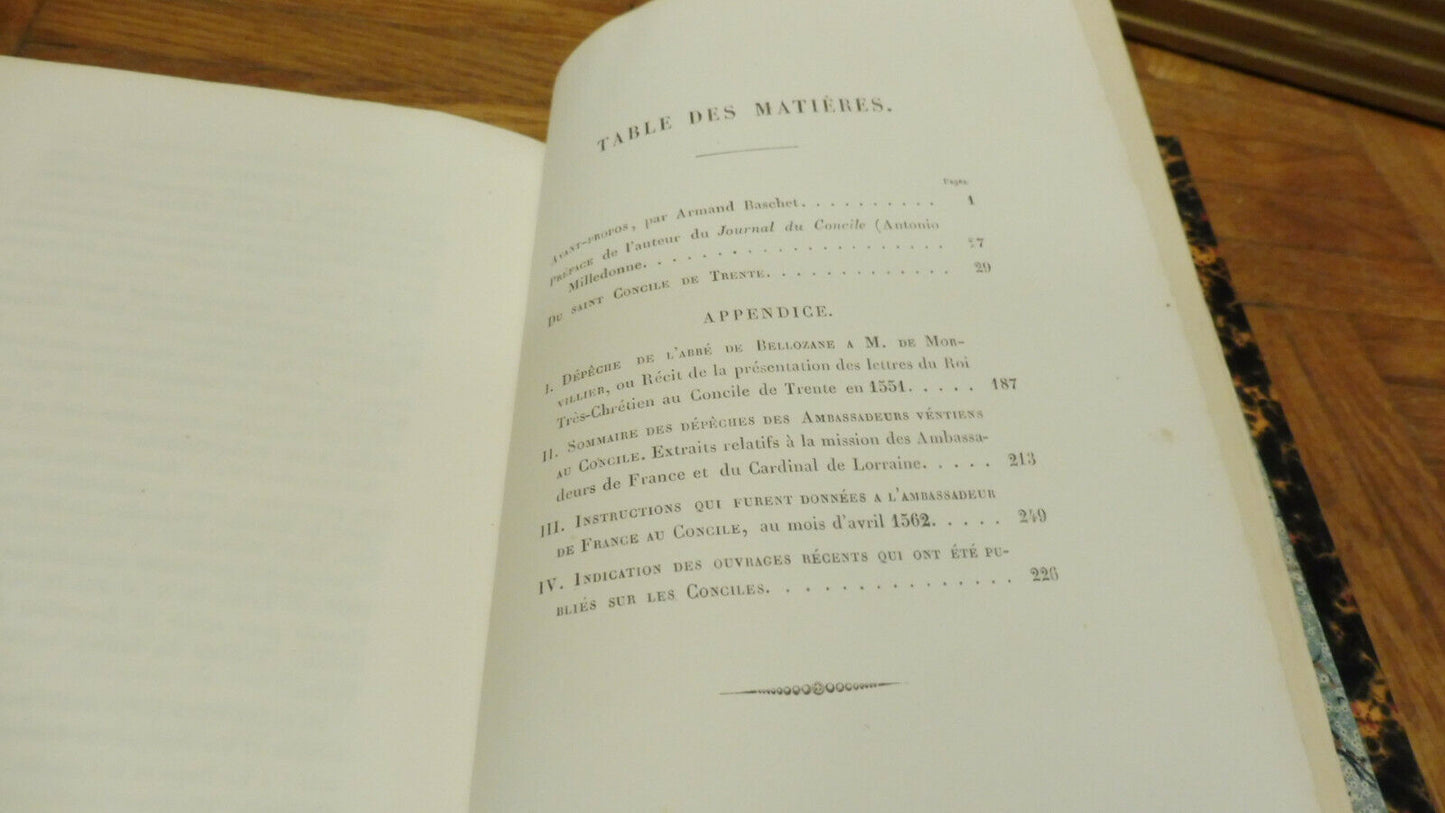 TABLE DES MATIÈRES.
Pages.
AVANT-PROPOS, par Armand Baschet. . . . . . . . . . . 1
PRÉFACE de l'auteur du Journal du Concile (Antonio
Milledonne. . . . . . . . . . . . . . . . . . 27
DU SAINT CONCILE DE TRENTE. . . . . . . . . . . . . 29
APPENDICE.
I. DÉPÊCHE DE L'ABBÉ DE BELLOZANE A M. DE MOR-
VILLIER, ou Récit de la présentation des lettres du Roi
Très-Chrétien au Concile de Trente en 1551. . . . . . 187
II. SOMMAIRE DES DÉPÊCHES DES AMBASSADEURS VÉNTIENS
AU CONCILE. Extraits relatifs à la mission des Ambassa-
deurs de France et du Cardinal de Lorraine. . . . . 213
III. INSTRUCTIONS QUI FURENT DONNÉES A L'AMBASSADEUR
DE FRANCE AU CONCILE, au mois d'avril 1562. . . . . 249
IV. INDICATION DES OUVRAGES RÉCENTS QUI ONT ÉTÉ PU-
BLIÉS SUR LES CONCILES. . . . . . . . . . . . . . 226